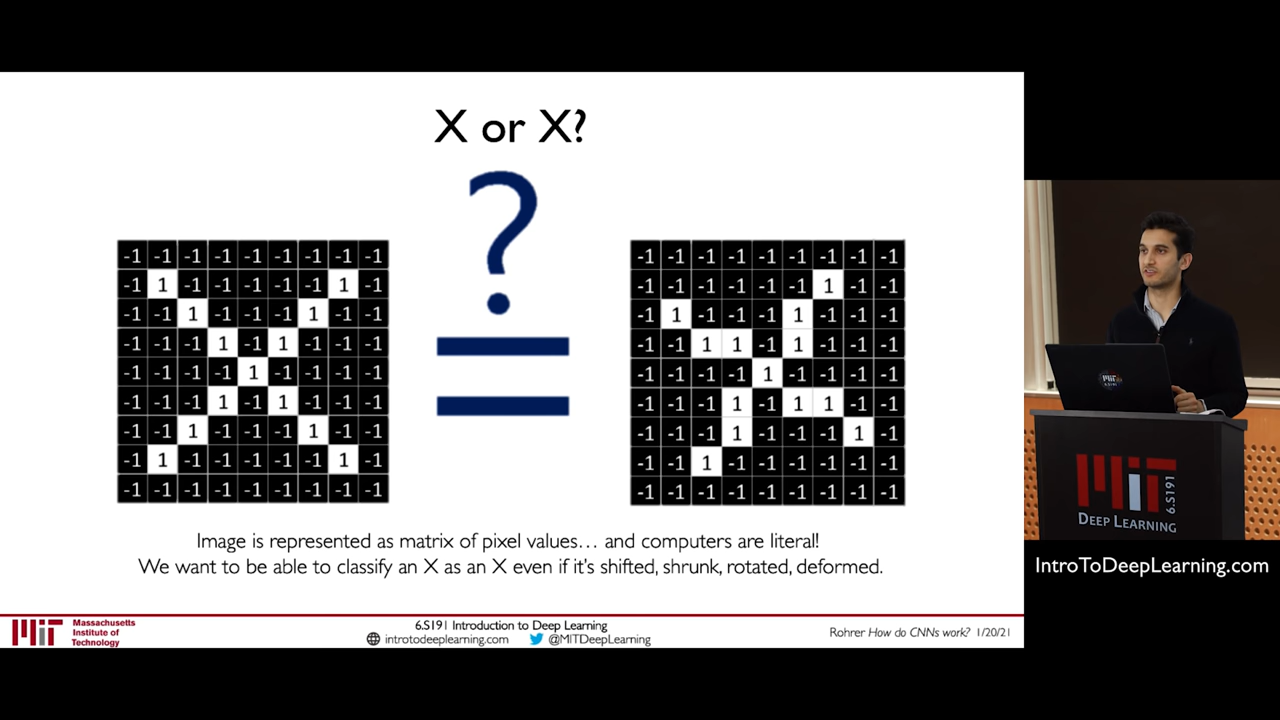 X or X?
?
=
-1 -1 -1 -1 -1 -1 -1 -1 -1
-1 1 -1 -1 -1 -1 -1 1 -1
-1 -1 1 -1 -1 -1 1 -1 -1
-1 -1 -1 1 -1 1 -1 -1 -1
-1 -1 -1 -1 1 -1 -1 -1 -1
-1 -1 -1 1 -1 1 -1 -1 -1
-1 -1 1 -1 -1 -1 1 -1 -1
-1 1 -1 -1 -1 -1 -1 1 -1
-1 -1 -1 -1 -1 -1 -1 -1 -1
-1 -1 -1 -1 -1 -1 -1 -1 -1
-1 -1 -1 -1 -1 -1 1 -1 -1
-1 1 -1 -1 -1 1 -1 -1 -1
-1 -1 1 1 -1 1 -1 -1 -1
-1 -1 -1 -1 1 -1 -1 -1 -1
-1 -1 -1 1 -1 1 1 -1 -1
-1 -1 -1 1 -1 -1 -1 1 -1
-1 -1 1 -1 -1 -1 -1 -1 -1
-1 -1 -1 -1 -1 -1 -1 -1 -1
Image is represented as matrix of pixel values… and computers are literal!
We want to be able to classify an X as an X even if it's shifted, shrunk, rotated, deformed.
MIT
Massachusetts
Institute of
Technology
6.S191 Introduction to Deep Learning
introtodeeplearning.com @MITDeepLearning
Rohrer How do CNNs work? 1/20/21
MIT
MIT
6.S191
DEEP LEARNING
IntroToDeepLearning.com